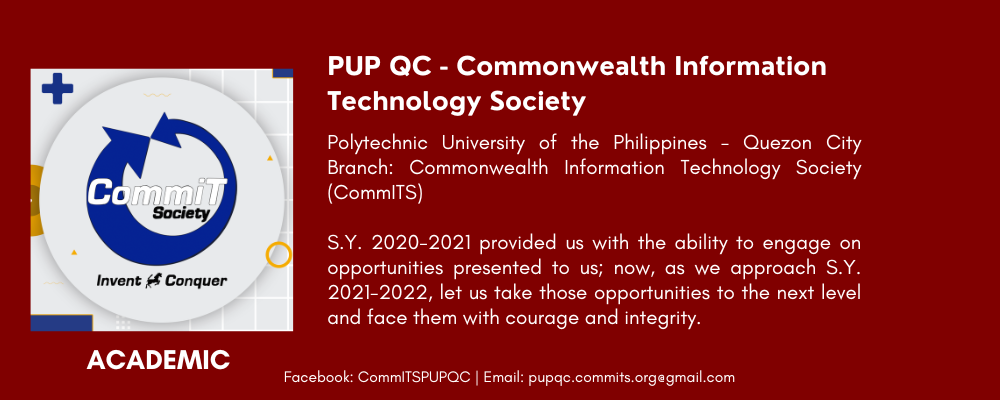 PUP QC - Commonwealth Information
Technology Society
Polytechnic University of the Philippines - Quezon City
Branch: Commonwealth Information Technology Society
(CommITS)
S.Y. 2020-2021 provided us with the ability to engage on
opportunities presented to us; now, as we approach S.Y.
2021-2022, let us take those opportunities to the next level
and face them with courage and integrity.
CommiT
Society
Invent Conquer
ACADEMIC
Facebook: CommITSPUPQC | Email: pupqc.commits.org@gmail.com